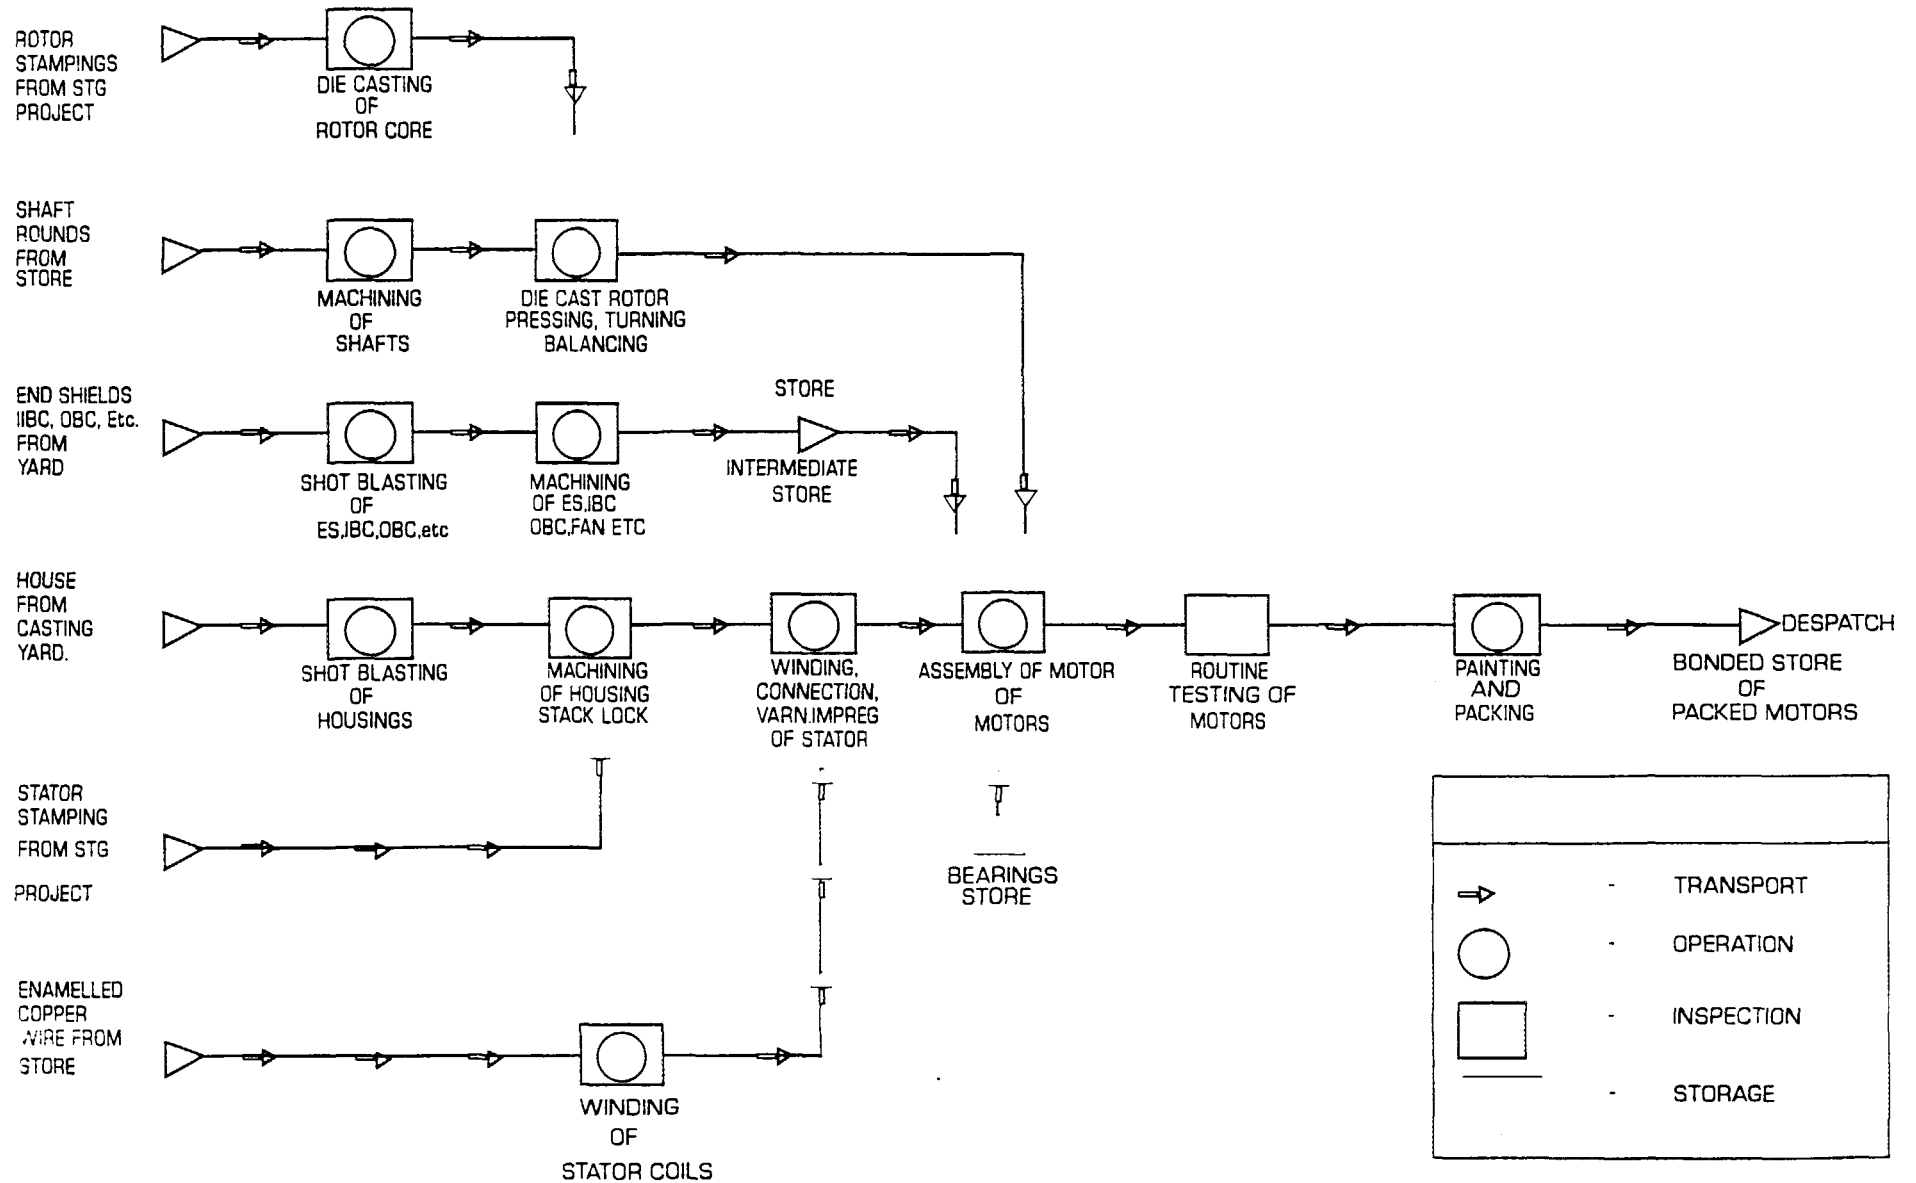 ROTOR
STAMPINGS
FROM STG
PROJECT
DIE CASTING
OF
ROTOR CORE
SHAFT
ROUNDS
FROM
STORE
MACHINING
OF
SHAFTS
DIE CAST ROTOR
PRESSING, TURNING
BALANCING
END SHIELDS
IIBC, OBC, Etc.
FROM
YARD
SHOT BLASTING
OF
ES,IBC,OBC,etc
MACHINING
OF ES,IBC
OBC,FAN ETC
STORE
INTERMEDIATE
STORE
HOUSE
FROM
CASTING
YARD.
SHOT BLASTING
OF
HOUSINGS
MACHINING
OF HOUSING
STACK LOCK
WINDING,
CONNECTION,
VARN.IMPREG
OF STATOR
ASSEMBLY OF MOTOR
OF
MOTORS
ROUTINE
TESTING OF
MOTORS
PAINTING
AND
PACKING
DESPATCH
BONDED STORE
OF
PACKED MOTORS
STATOR
STAMPING
FROM STG
PROJECT
BEARINGS
STORE
ENAMELLED
COPPER
WIRE FROM
STORE
WINDING
OF
STATOR COILS
- TRANSPORT
- OPERATION
- INSPECTION
- STORAGE